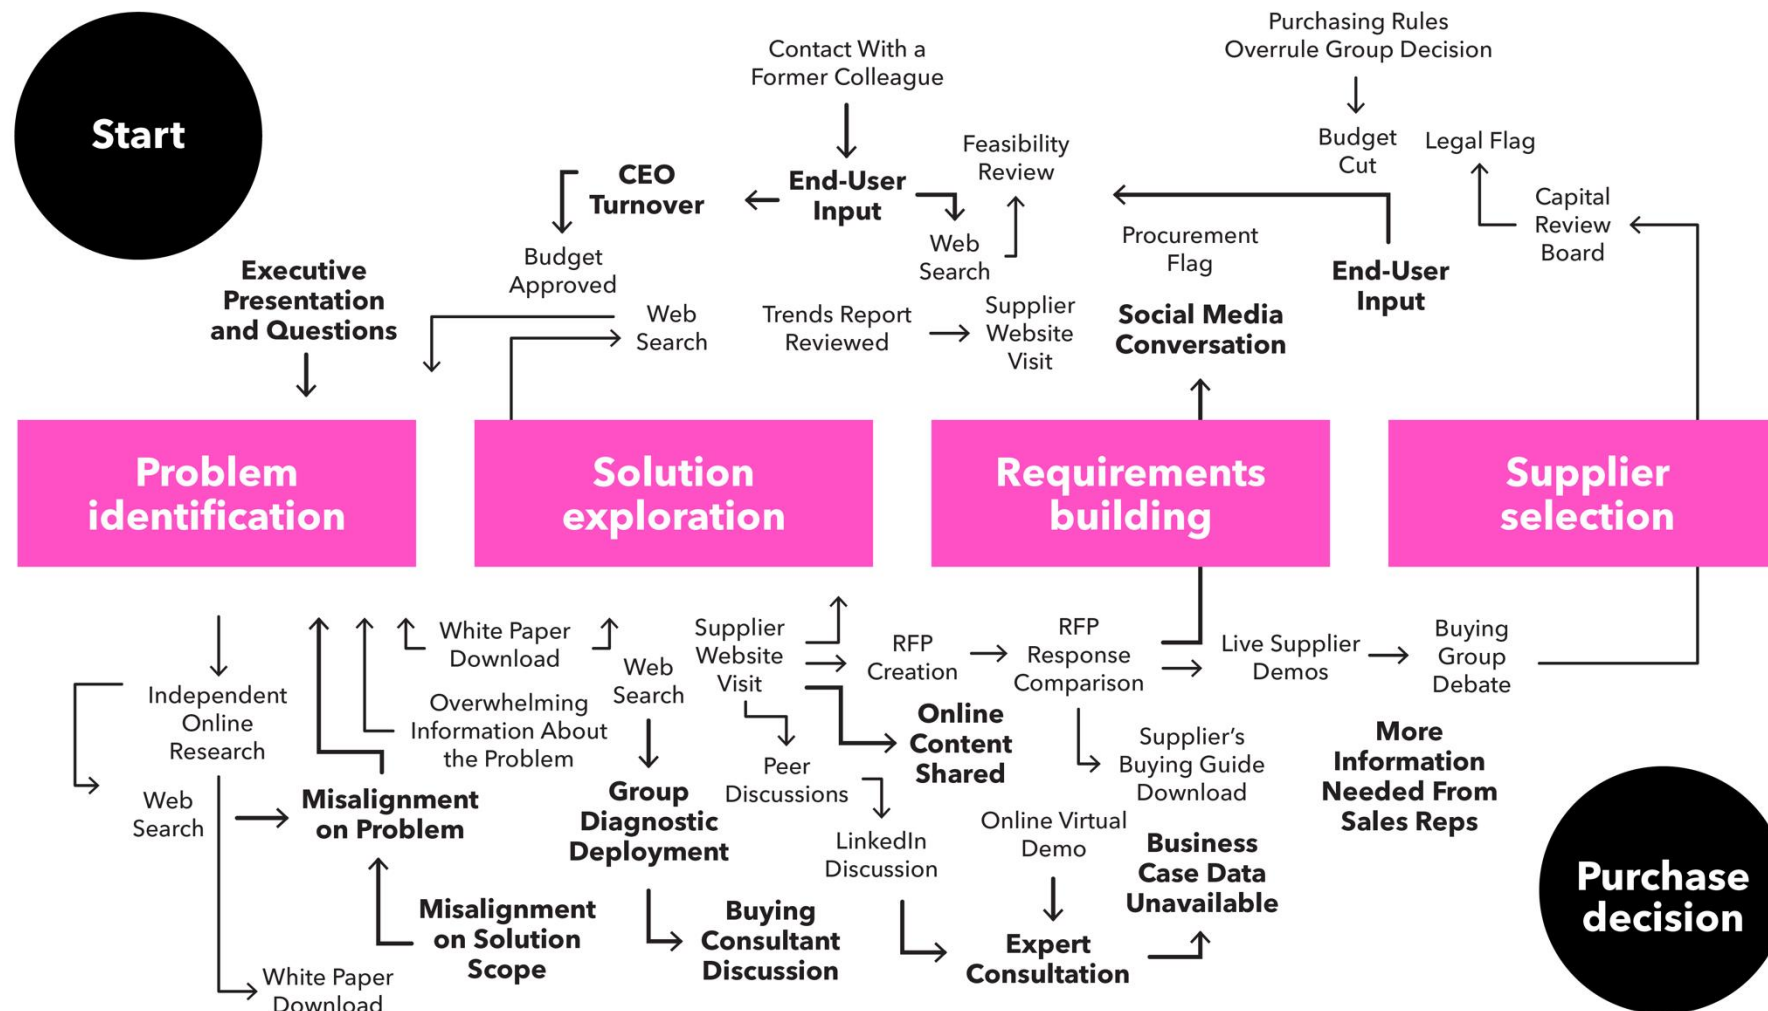 Start
Contact With a
Former Colleague
Purchasing Rules
Overrule Group Decision
Feasibility
Review
Budget
Cut
Legal Flag
CEO
Turnover
End-User
Input
Capital
Review
Board
Web
Search
Procurement
Flag
Budget
Approved
Executive
Presentation
and Questions
End-User
Input
Web
Search
Trends Report
Reviewed
Supplier
Website
Visit
Social Media
Conversation
Problem
identification
Solution
exploration
Requirements
building
Supplier
selection
White Paper
Download
Supplier
Website
Visit
RFP
Creation
RFP
Response
Comparison
Live Supplier
Demos
Buying
Group
Debate
Web
Search
Independent
Online
Research
Overwhelming
Information About
the Problem
Online
Content
Shared
Supplier's
Buying Guide
Download
More
Information
Needed From
Sales Reps
Peer
Discussions
Web
Search
Misalignment
on Problem
Group
Diagnostic
Deployment
LinkedIn
Discussion
Online Virtual
Demo
Business
Case Data
Unavailable
Purchase
decision
Misalignment
on Solution
Scope
Buying
Consultant
Discussion
Expert
Consultation
White Paper
Download